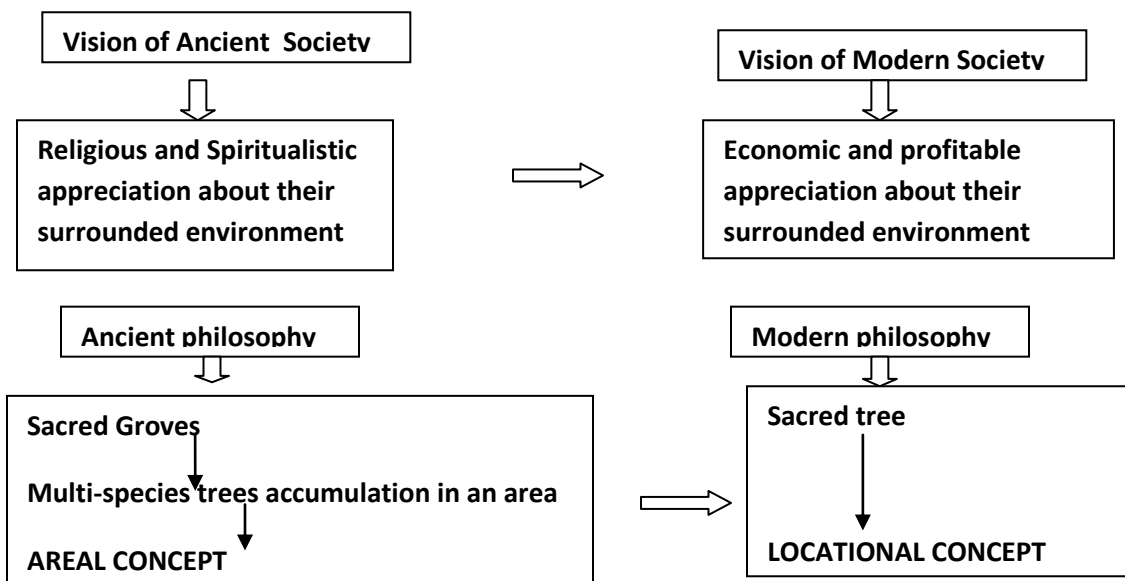 Vision of Ancient Society
Vision of Modern Society
Religious and Spiritualistic
appreciation about their
surrounded environment
Economic and profitable
appreciation about their
surrounded environment
Ancient philosophy
Modern philosophy
Sacred Groves
Multi-species trees accumulation in an area
AREAL CONCEPT
Sacred tree
LOCATIONAL CONCEPT